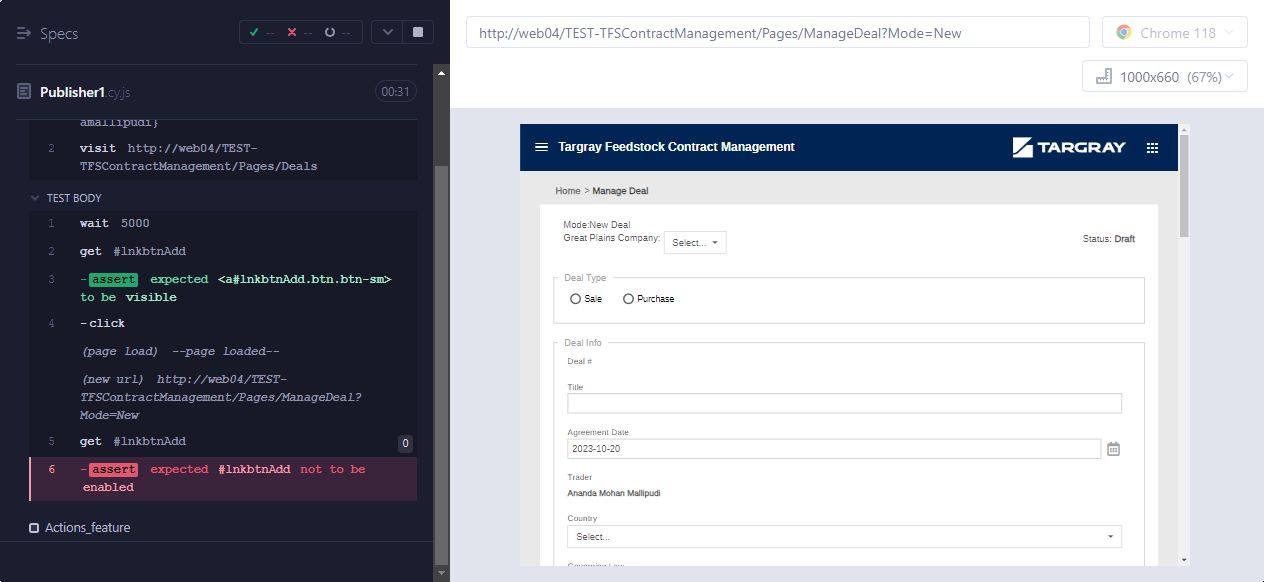 Specs
-- -- --
Publisher1.cy.js
00:31
amallipudi}
2 visit http://web04/TEST-
TFSContractManagement/Pages/Deals
TEST BODY
1 wait 5000
2 get #lnkbtnAdd
3 -assert expected <a#lnkbtnAdd.btn.btn-sm>
to be visible
4 -click
(page load) --page loaded--
(new url) http://web04/TEST-
TFSContractManagement/Pages/ManageDeal?
Mode=New
5 get #lnkbtnAdd 0
6 -assert expected #lnkbtnAdd not to be
enabled
Actions_feature
http://web04/TEST-TFSContractManagement/Pages/ManageDeal?Mode=New
Chrome 118
1000x660 (67%)
Targray Feedstock Contract Management
TARGRAY
Home > Manage Deal
Mode:New Deal
Great Plains Company: Select...
Status: Draft
Deal Type
Sale Purchase
Deal Info
Deal #
Title
Agreement Date
2023-10-20
Trader
Ananda Mohan Mallipudi
Country
Select...
Governing Law